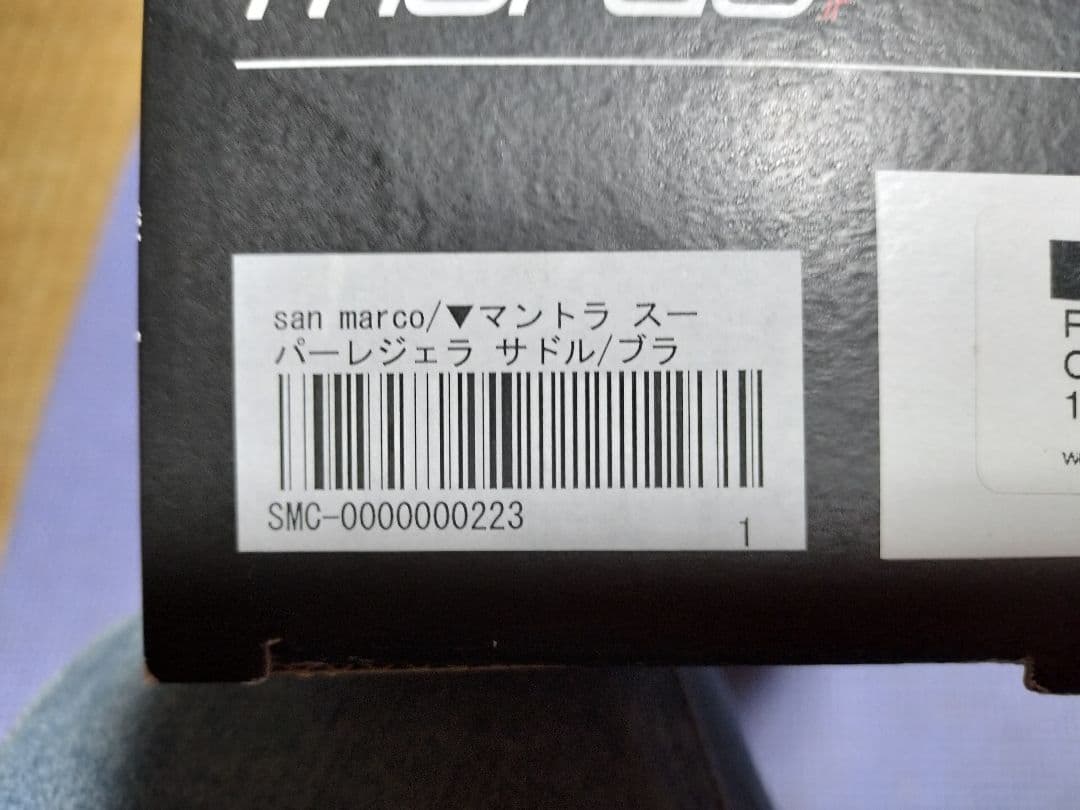 san marco/▼マントラ スー
パーレジェラ サドル/ブラ
SMC-0000000223
1